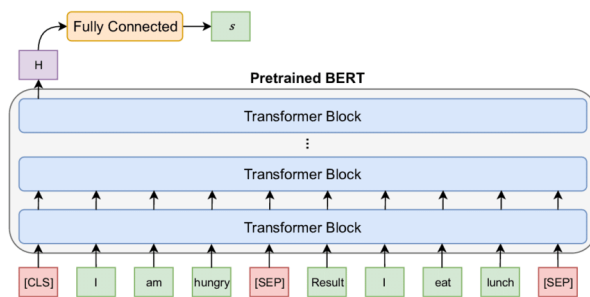 Fully Connected
s
H
Pretrained BERT
Transformer Block
...
Transformer Block
Transformer Block
[CLS] I am hungry [SEP] Result I eat lunch [SEP]